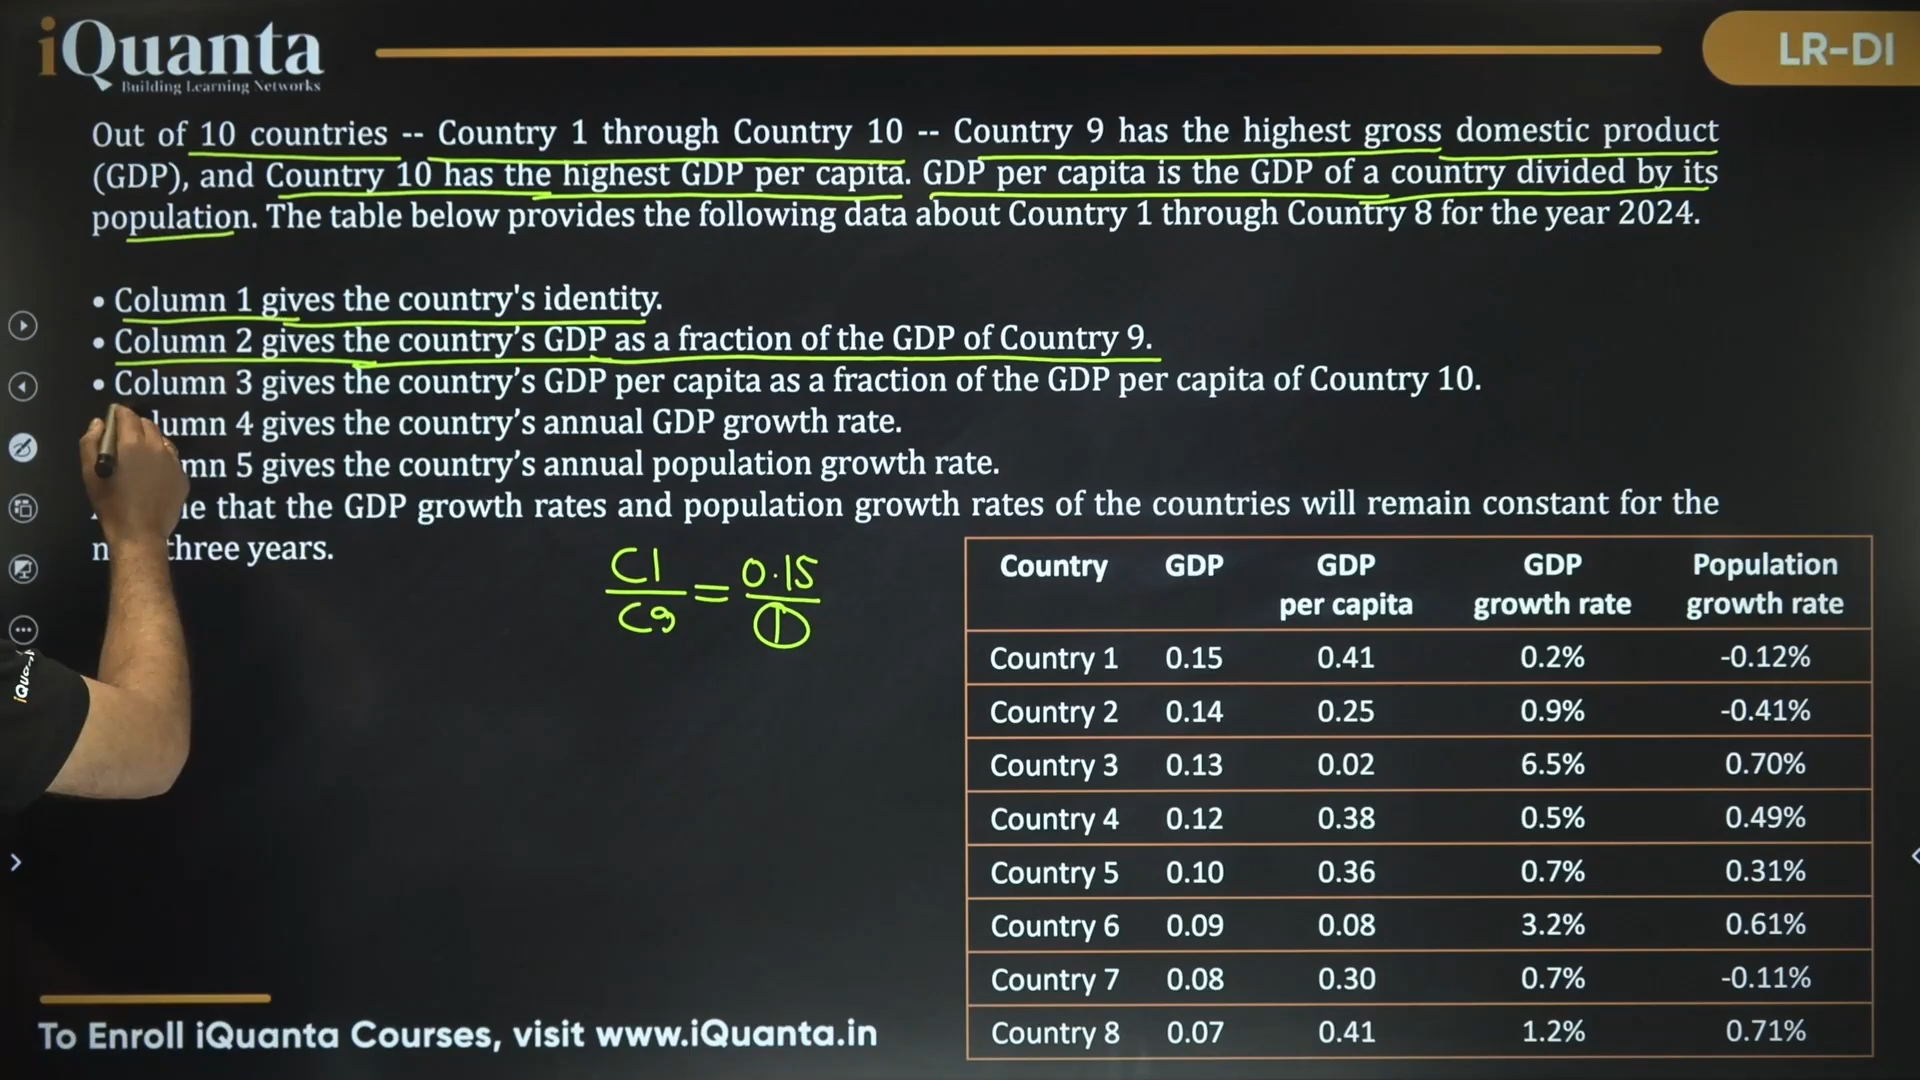 iQuanta
Building Learning Networks
LR-DI
Out of 10 countries -- Country 1 through Country 10 -- Country 9 has the highest gross domestic product
(GDP), and Country 10 has the highest GDP per capita. GDP per capita is the GDP of a country divided by its
population. The table below provides the following data about Country 1 through Country 8 for the year 2024.
• Column 1 gives the country's identity.
• Column 2 gives the country's GDP as a fraction of the GDP of Country 9.
• Column 3 gives the country's GDP per capita as a fraction of the GDP per capita of Country 10.
4 gives the country's annual GDP growth rate.
5 gives the country's annual population growth rate.
that the GDP growth rates and population growth rates of the countries will remain constant for the
three years.
C1 / C9 = 0.15 / 1
Country GDP GDP per capita GDP growth rate Population growth rate
Country 1 0.15 0.41 0.2% -0.12%
Country 2 0.14 0.25 0.9% -0.41%
Country 3 0.13 0.02 6.5% 0.70%
Country 4 0.12 0.38 0.5% 0.49%
Country 5 0.10 0.36 0.7% 0.31%
Country 6 0.09 0.08 3.2% 0.61%
Country 7 0.08 0.30 0.7% -0.11%
Country 8 0.07 0.41 1.2% 0.71%
To Enroll iQuanta Courses, visit www.iQuanta.in